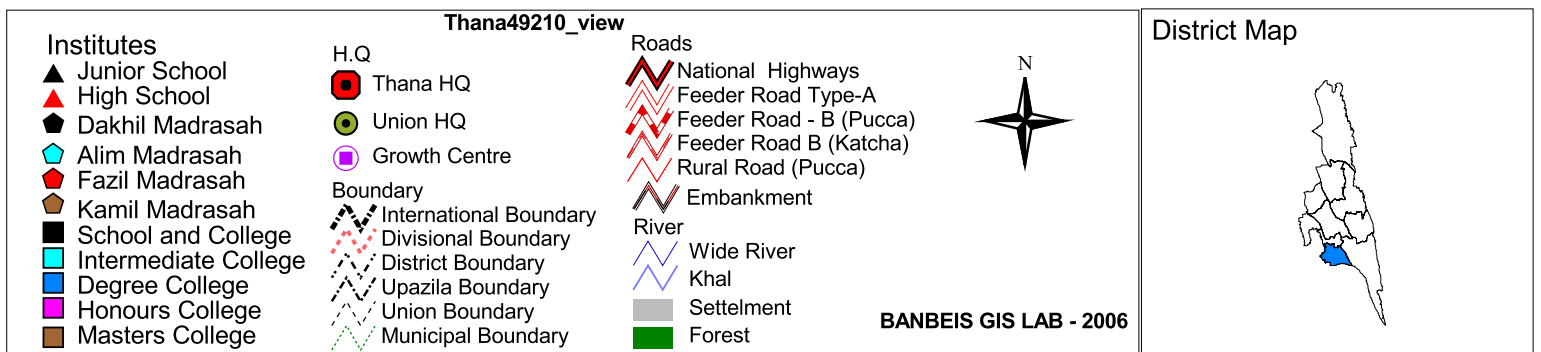 Thana49210_view
Institutes
Junior School
High School
Dakhil Madrasah
Alim Madrasah
Fazil Madrasah
Kamil Madrasah
School and College
Intermediate College
Degree College
Honours College
Masters College
H.Q
Thana HQ
Union HQ
Growth Centre
Boundary
International Boundary
Divisional Boundary
District Boundary
Upazila Boundary
Union Boundary
Municipal Boundary
Roads
National Highways
Feeder Road Type-A
Feeder Road - B (Pucca)
Feeder Road B (Katcha)
Rural Road (Pucca)
Embankment
River
Wide River
Khal
Settelment
Forest
N
BANBEIS GIS LAB - 2006
District Map